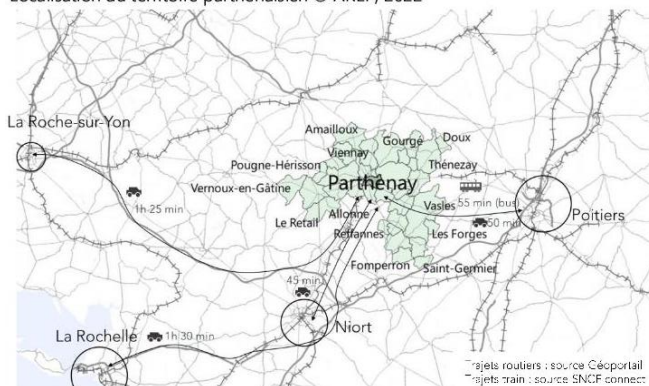 Localisation du territoire parthenaisien © ANCT, 2022
La Roche-sur-Yon
Amailloux
Gourgé
Doux
Viennay
Thénezay
Pougne-Hérisson
Parthenay
Vernoux-en-Gâtine
1h 25 min
Vasles
55 min (bus
Poitiers
50 min
Le Retail
Allonne
Reffannes
Les Forges
Fomperron
Saint-Germier
45 min
Niort
La Rochelle
1h 30 min
Trajets routiers : source Géoportail
Trajets train : source SNCF connect